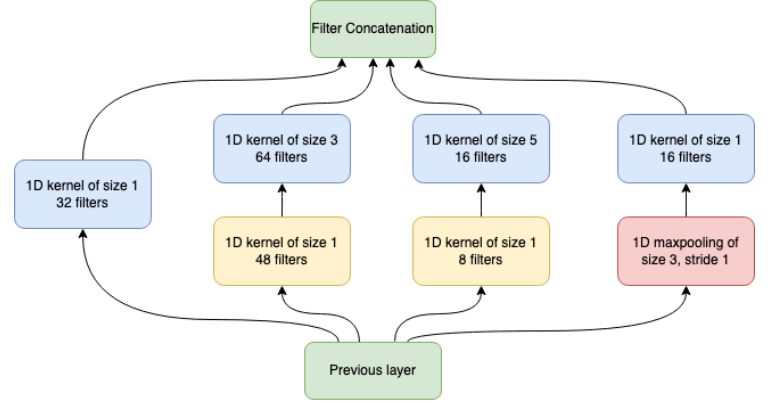 Filter Concatenation
1D kernel of size 3
64 filters
1D kernel of size 5
16 filters
1D kernel of size 1
16 filters
1D kernel of size 1
32 filters
1D kernel of size 1
48 filters
1D kernel of size 1
8 filters
1D maxpooling of
size 3, stride 1
Previous layer